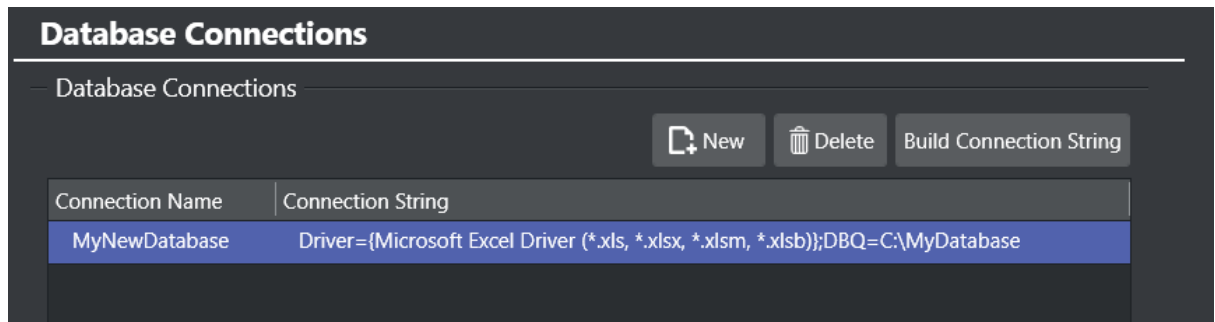 Database Connections
Database Connections
New Delete Build Connection String
Connection Name Connection String
MyNewDatabase Driver={Microsoft Excel Driver (*.xls, *.xlsx, *.xlsm, *.xlsb)};DBQ=C:\MyDatabase